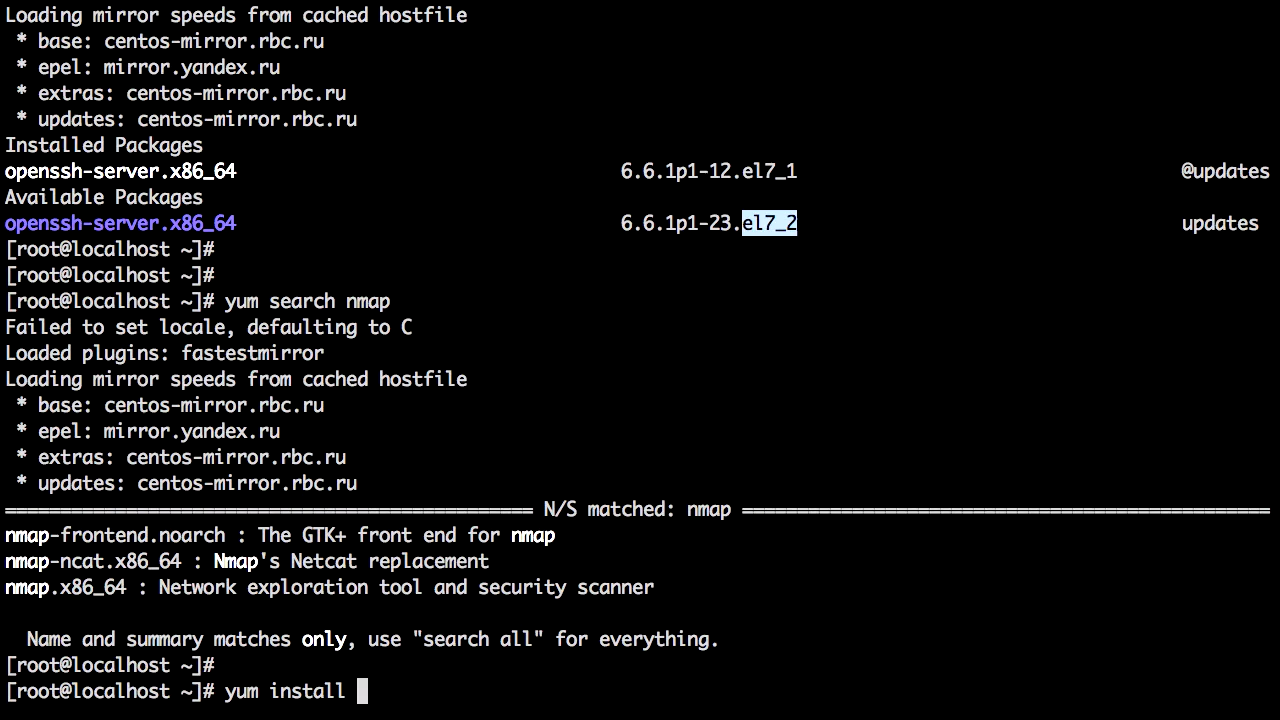 Loading mirror speeds from cached hostfile
 * base: centos-mirror.rbc.ru
 * epel: mirror.yandex.ru
 * extras: centos-mirror.rbc.ru
 * updates: centos-mirror.rbc.ru
Installed Packages
openssh-server.x86_64 6.6.1p1-12.el7_1 @updates
Available Packages
openssh-server.x86_64 6.6.1p1-23.el7_2 updates
[root@localhost ~]#
[root@localhost ~]#
[root@localhost ~]# yum search nmap
Failed to set locale, defaulting to C
Loaded plugins: fastestmirror
Loading mirror speeds from cached hostfile
 * base: centos-mirror.rbc.ru
 * epel: mirror.yandex.ru
 * extras: centos-mirror.rbc.ru
 * updates: centos-mirror.rbc.ru
================================================ N/S matched: nmap ================================================
nmap-frontend.noarch : The GTK+ front end for nmap
nmap-ncat.x86_64 : Nmap's Netcat replacement
nmap.x86_64 : Network exploration tool and security scanner
  Name and summary matches only, use "search all" for everything.
[root@localhost ~]#
[root@localhost ~]# yum install